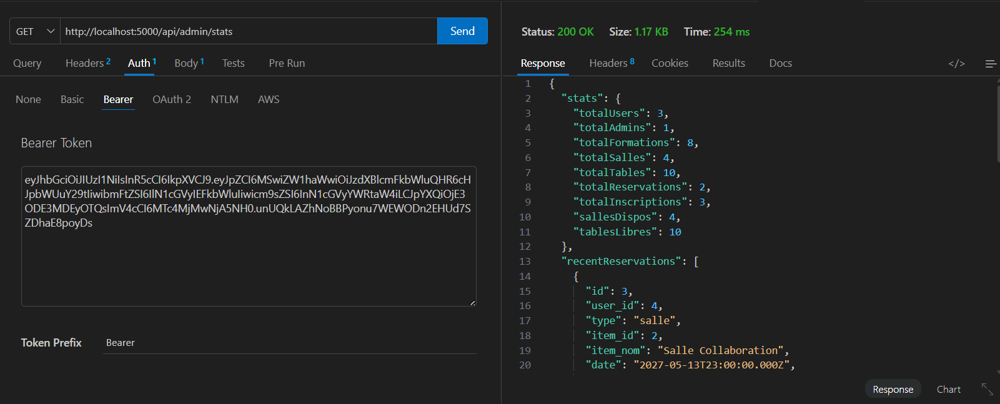 GET http://localhost:5000/api/admin/stats Send
Query Headers 2 Auth 1 Body 1 Tests Pre Run
None Basic Bearer OAuth 2 NTLM AWS
Bearer Token
eyJhbGciOiJIUzI1NiIsInR5cCI6IkpXVCJ9.eyJpZCI6MSwiZW1haWwiOiJzdXBlcmFkbWluQHR6cH
JpbWUuY29tIiwibmFtZSI6IlN1cGVyIEFkbWluIiwicm9sZSI6InN1cGVyYWRtaW4iLCJpYXQiOjE3
ODE3MDEyOTQsImV4cCI6MTc4MjMwNjA5NH0.unUQkLAZhNoBBPyonu7WEWODn2EHUd7S
ZDhaE8poyDs
Token Prefix Bearer
Status: 200 OK Size: 1.17 KB Time: 254 ms
Response Headers 8 Cookies Results Docs </>
1 {
2 "stats": {
3 "totalUsers": 3,
4 "totalAdmins": 1,
5 "totalFormations": 8,
6 "totalSalles": 4,
7 "totalTables": 10,
8 "totalReservations": 2,
9 "totalInscriptions": 3,
10 "sallesDispos": 4,
11 "tablesLibres": 10
12 },
13 "recentReservations": [
14 {
15 "id": 3,
16 "user_id": 4,
17 "type": "salle",
18 "item_id": 2,
19 "item_nom": "Salle Collaboration",
20 "date": "2027-05-13T23:00:00.000Z",
Response Chart